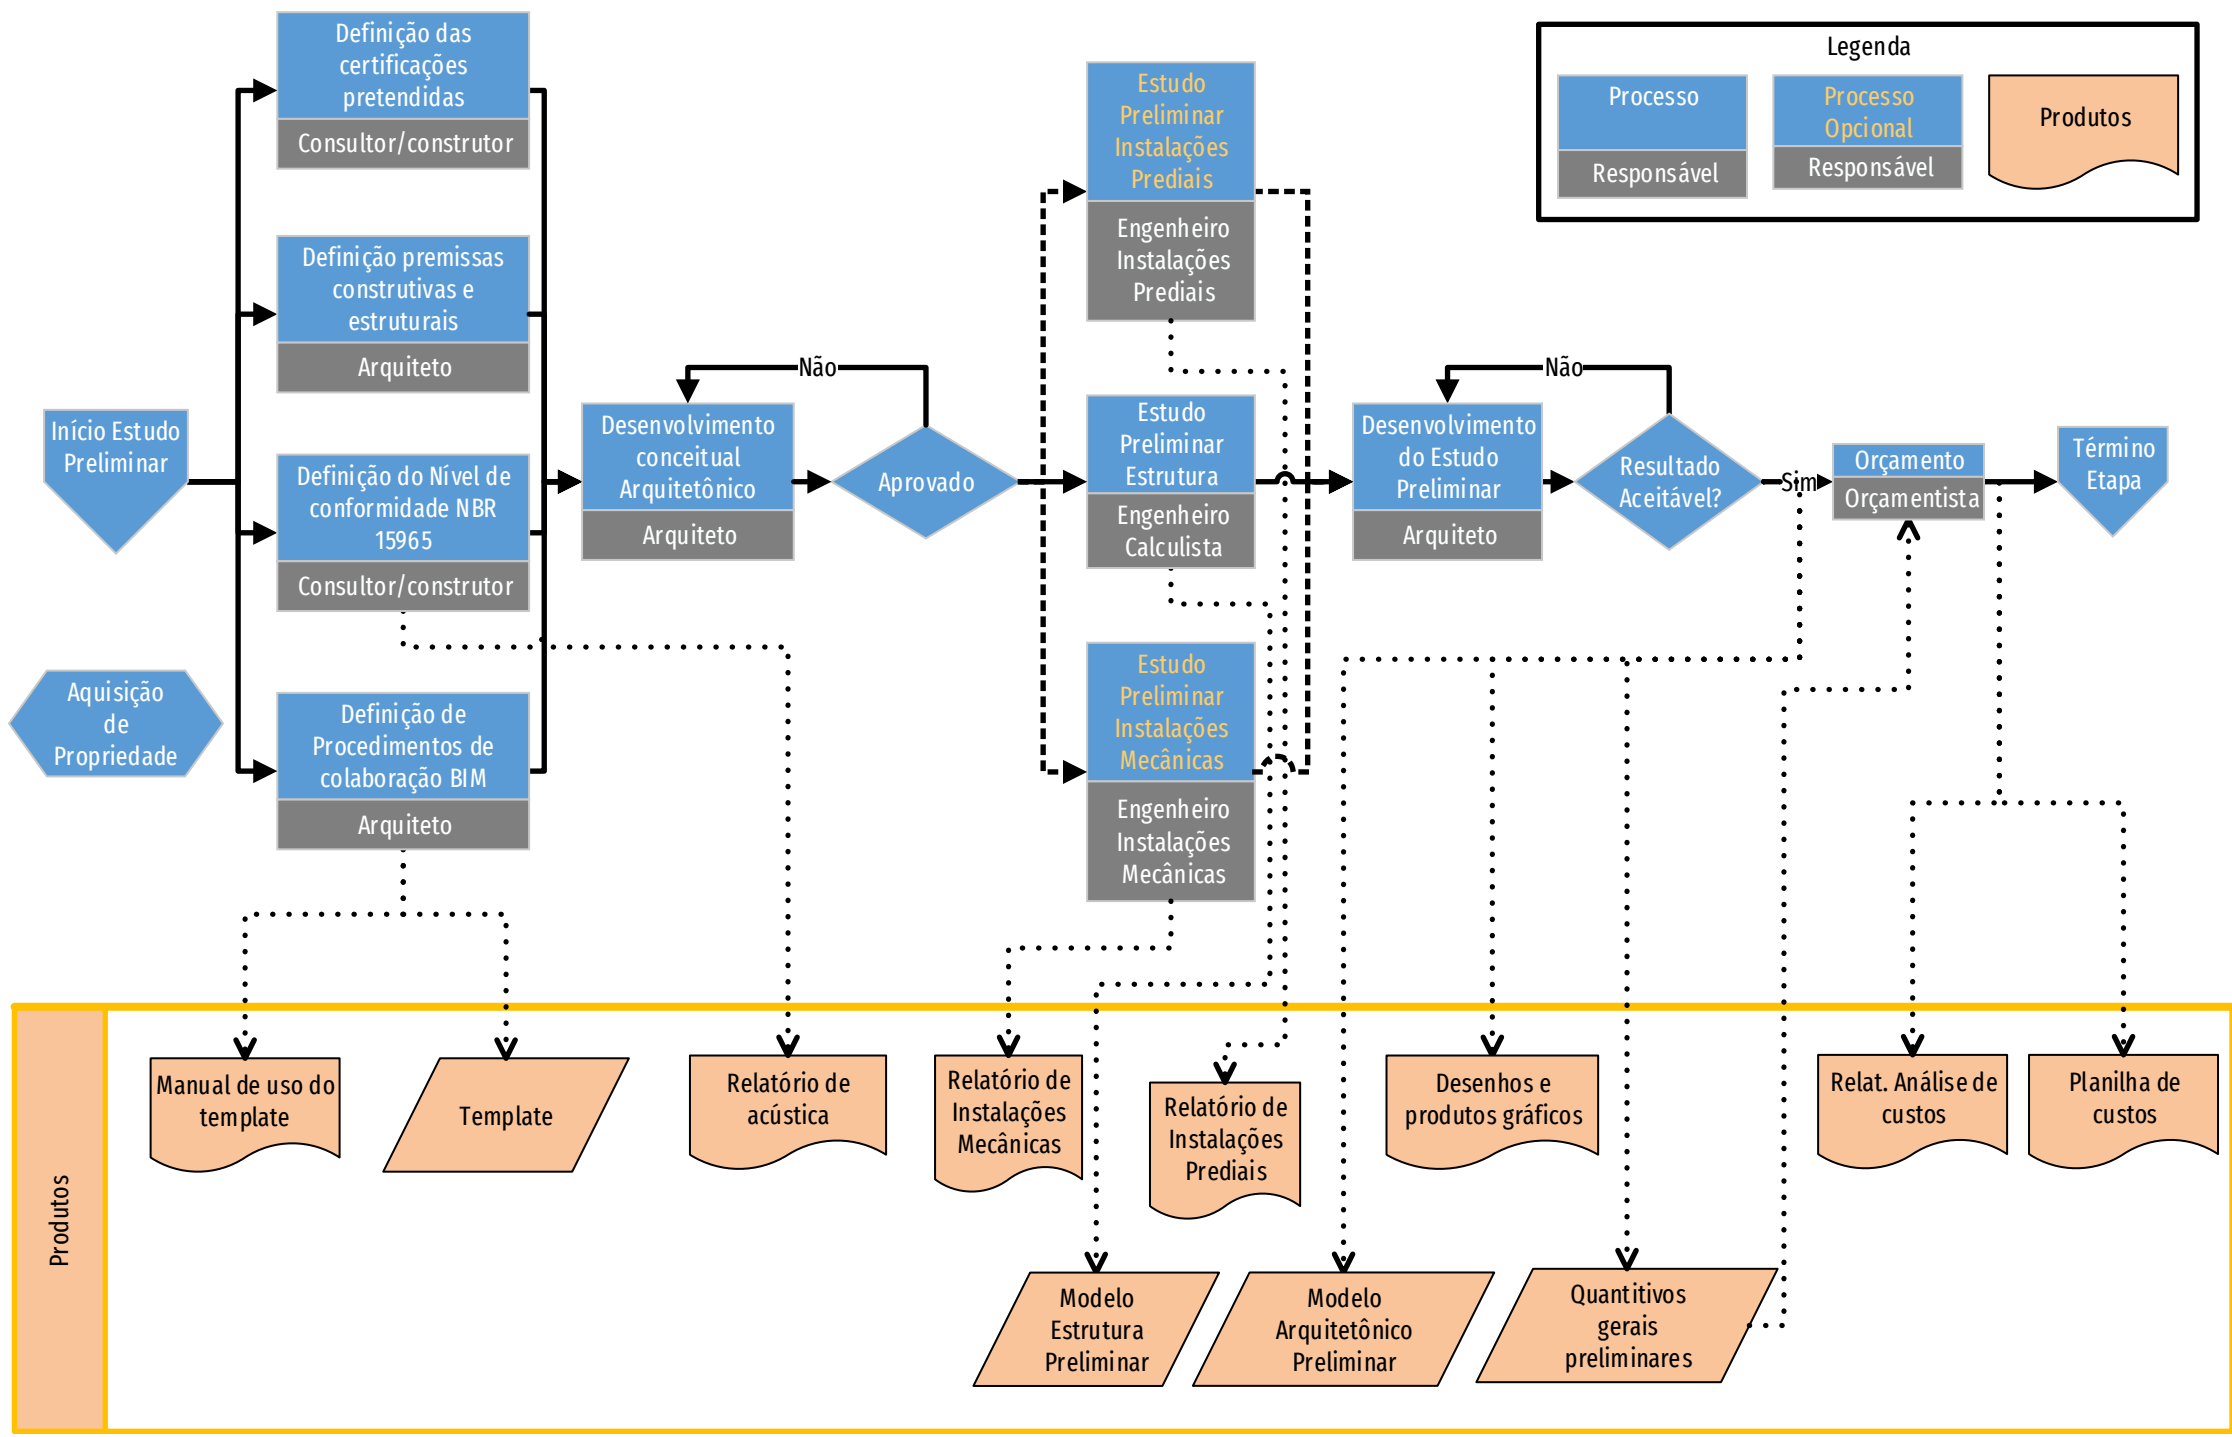 Definição das
certificações
pretendidas
Consultor/construtor
Definição premissas
construtivas e
estruturais
Arquiteto
Início Estudo
Preliminar
Definição do Nível de
conformidade NBR
15965
Consultor/construtor
Aquisição
de
Propriedade
Definição de
Procedimentos de
colaboração BIM
Arquiteto
Não
Desenvolvimento
conceitual
Arquitetônico
Arquiteto
Aprovado
Estudo
Preliminar
Instalações
Prediais
Engenheiro
Instalações
Prediais
Estudo
Preliminar
Estrutura
Engenheiro
Calculista
Estudo
Preliminar
Instalações
Mecânicas
Engenheiro
Instalações
Mecânicas
Não
Desenvolvimento
do Estudo
Preliminar
Arquiteto
Resultado
Aceitável?
Sim
Orçamento
Orçamentista
Término
Etapa
Legenda
Processo
Responsável
Processo
Opcional
Responsável
Produtos
Produtos
Manual de uso do
template
Template
Relatório de
acústica
Relatório de
Instalações
Mecânicas
Relatório de
Instalações
Prediais
Desenhos e
produtos gráficos
Relat. Análise de
custos
Planilha de
custos
Modelo
Estrutura
Preliminar
Modelo
Arquitetônico
Preliminar
Quantitivos
gerais
preliminares